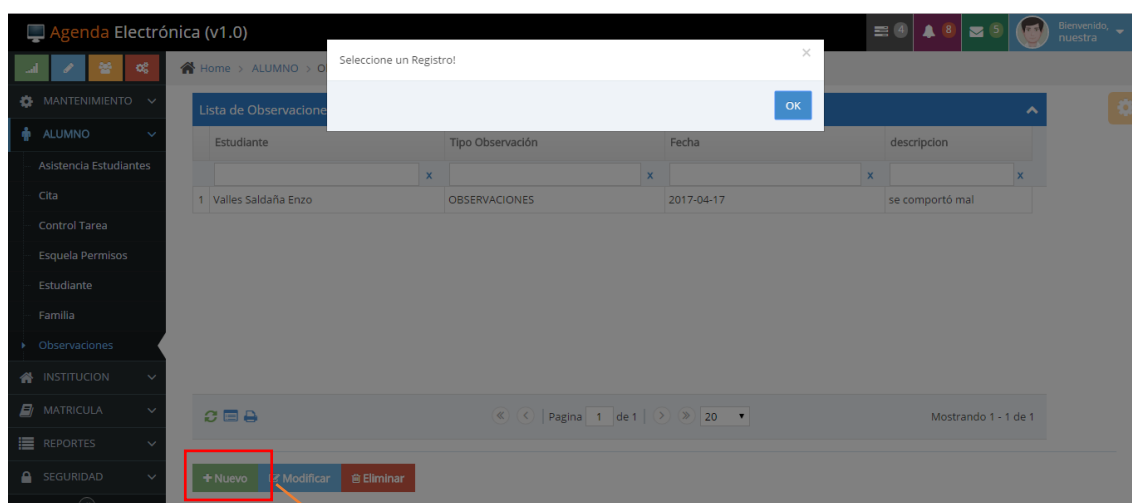 Agenda Electrónica (v1.0)
4
8
5
Bienvenido,
nuestra
Seleccione un Registro!
×
OK
Home > ALUMNO > O
MANTENIMIENTO
ALUMNO
Asistencia Estudiantes
Cita
Control Tarea
Esquela Permisos
Estudiante
Familia
Observaciones
INSTITUCION
MATRICULA
REPORTES
SEGURIDAD
Lista de Observacione
Estudiante Tipo Observación Fecha descripcion
x x x x
1 Valles Saldaña Enzo OBSERVACIONES 2017-04-17 se comportó mal
Pagina 1 de 1 20 Mostrando 1 - 1 de 1
+ Nuevo Modificar Eliminar